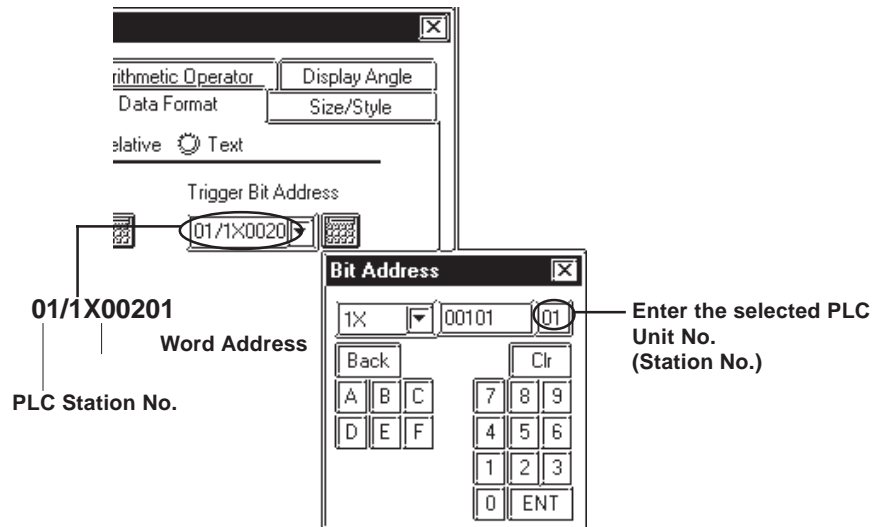 rithmetic Operator Display Angle
Data Format Size/Style
elative Text
Trigger Bit Address
01/1X0020
Bit Address
01/1X00201
1X 00101 01
Enter the selected PLC
Unit No.
(Station No.)
Word Address
Back Clr
A B C 7 8 9
PLC Station No.
D E F 4 5 6
1 2 3
0 ENT